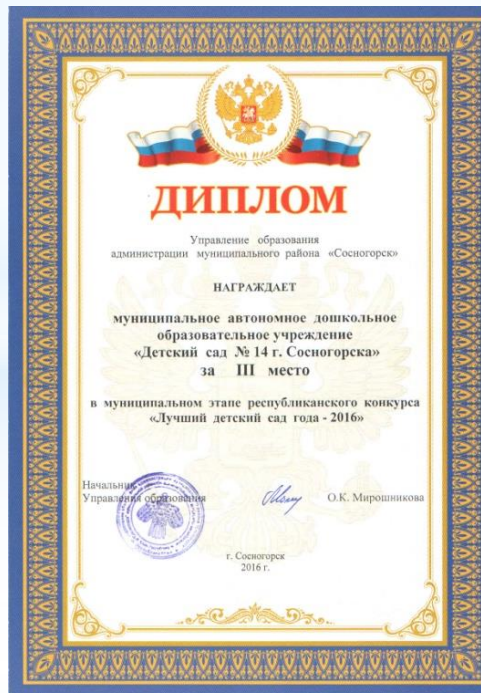 ДИПЛОМ
Управление образования
администрации муниципального района «Сосногорск»
НАГРАЖДАЕТ
муниципальное автономное дошкольное
образовательное учреждение
«Детский сад № 14 г. Сосногорска»
за III место
в муниципальном этапе республиканского конкурса
«Лучший детский сад года - 2016»
Начальник
Управления образования О.К. Мирошникова
г. Сосногорск
2016 г.